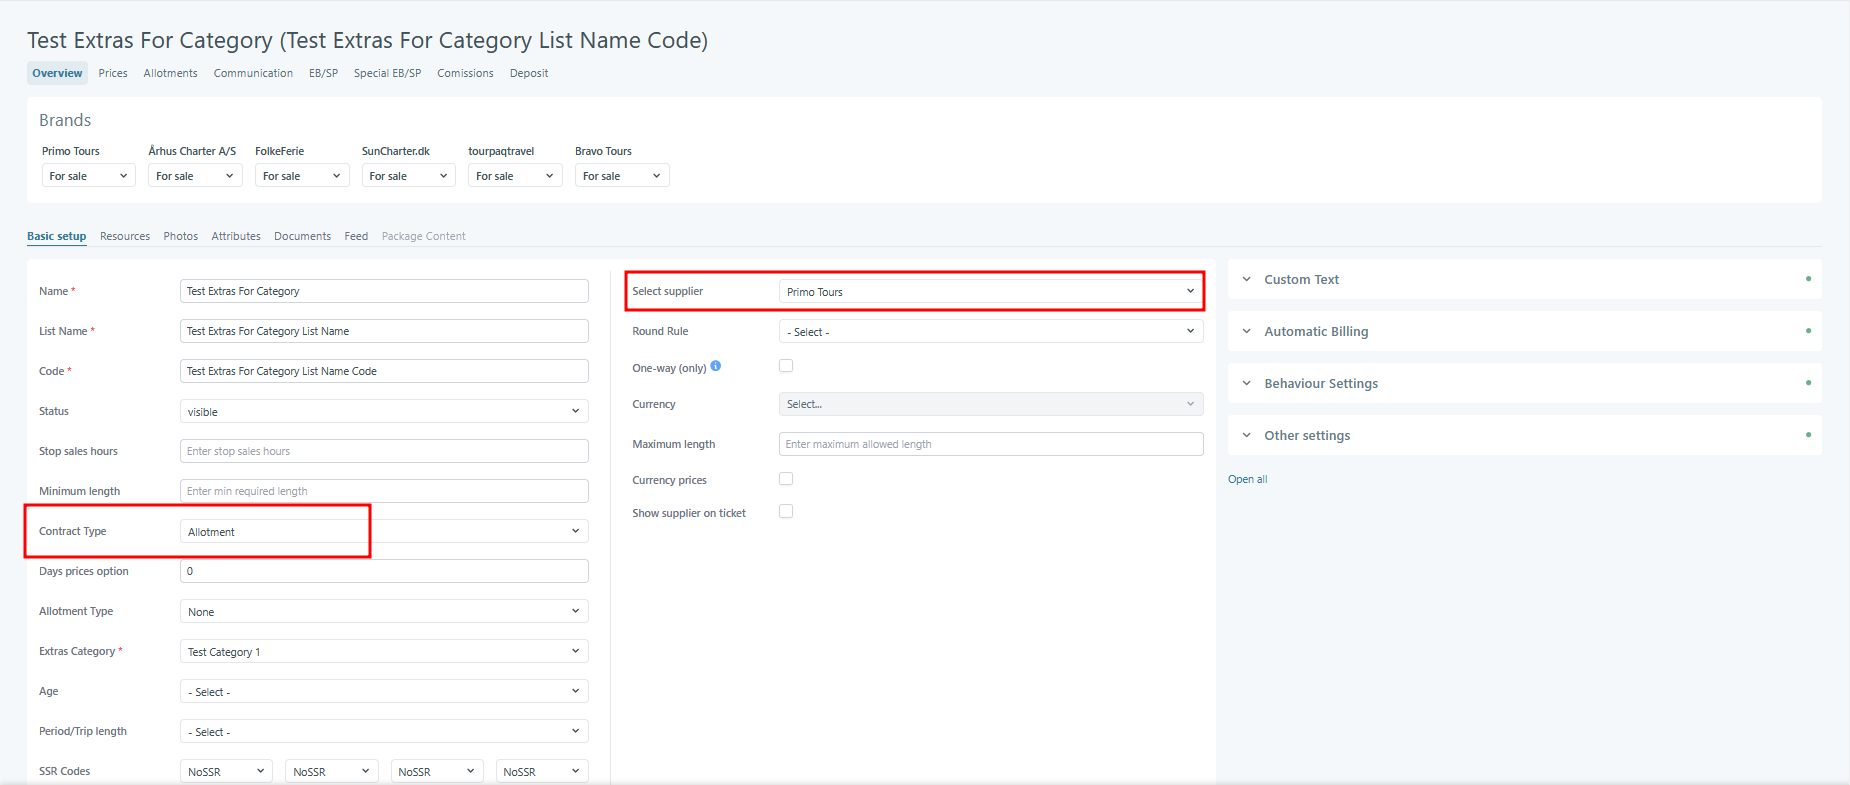 Test Extras For Category (Test Extras For Category List Name Code)
Overview Prices Allotments Communication EB/SP Special EB/SP Comissions Deposit
Brands
Primo Tours Århus Charter A/S FolkeFerie SunCharter.dk tourpaqtravel Bravo Tours
For sale For sale For sale For sale For sale For sale
Basic setup Resources Photos Attributes Documents Feed Package Content
Name * Test Extras For Category
List Name * Test Extras For Category List Name
Code * Test Extras For Category List Name Code
Status visible
Stop sales hours Enter stop sales hours
Minimum length Enter min required length
Contract Type Allotment
Days prices option 0
Allotment Type None
Extras Category * Test Category 1
Age - Select -
Period/Trip length - Select -
SSR Codes NoSSR NoSSR NoSSR NoSSR
Select supplier Primo Tours
Round Rule - Select -
One-way (only) i
Currency Select...
Maximum length Enter maximum allowed length
Currency prices
Show supplier on ticket
Custom Text
Automatic Billing
Behaviour Settings
Other settings
Open all